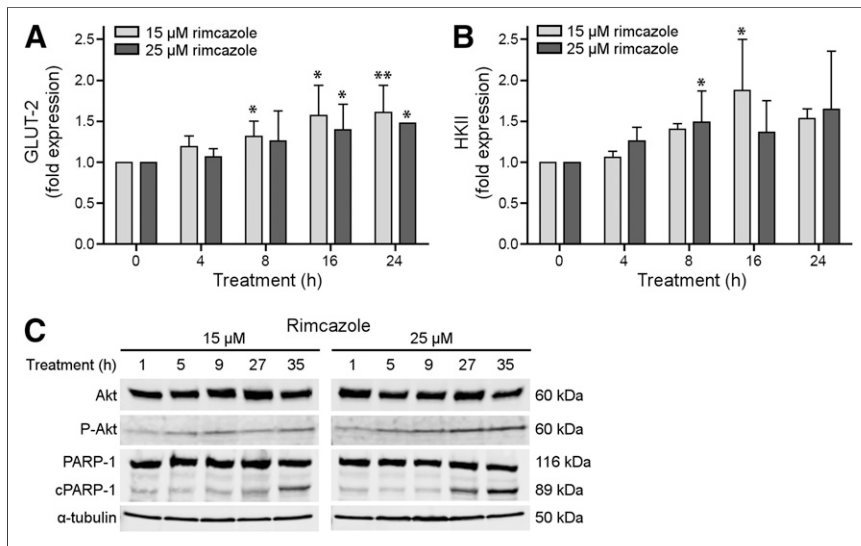 A
15 µM rimcazole
25 µM rimcazole
GLUT-2
(fold expression)
2.5
2.0
1.5
1.0
0.5
0.0
* * * ** *
0 4 8 16 24
Treatment (h)
B
15 µM rimcazole
25 µM rimcazole
HKII
(fold expression)
2.5
2.0
1.5
1.0
0.5
0.0
* *
0 4 8 16 24
Treatment (h)
C
Rimcazole
15 µM 25 µM
Treatment (h) 1 5 9 27 35 1 5 9 27 35
Akt 60 kDa
P-Akt 60 kDa
PARP-1 116 kDa
cPARP-1 89 kDa
α-tubulin 50 kDa